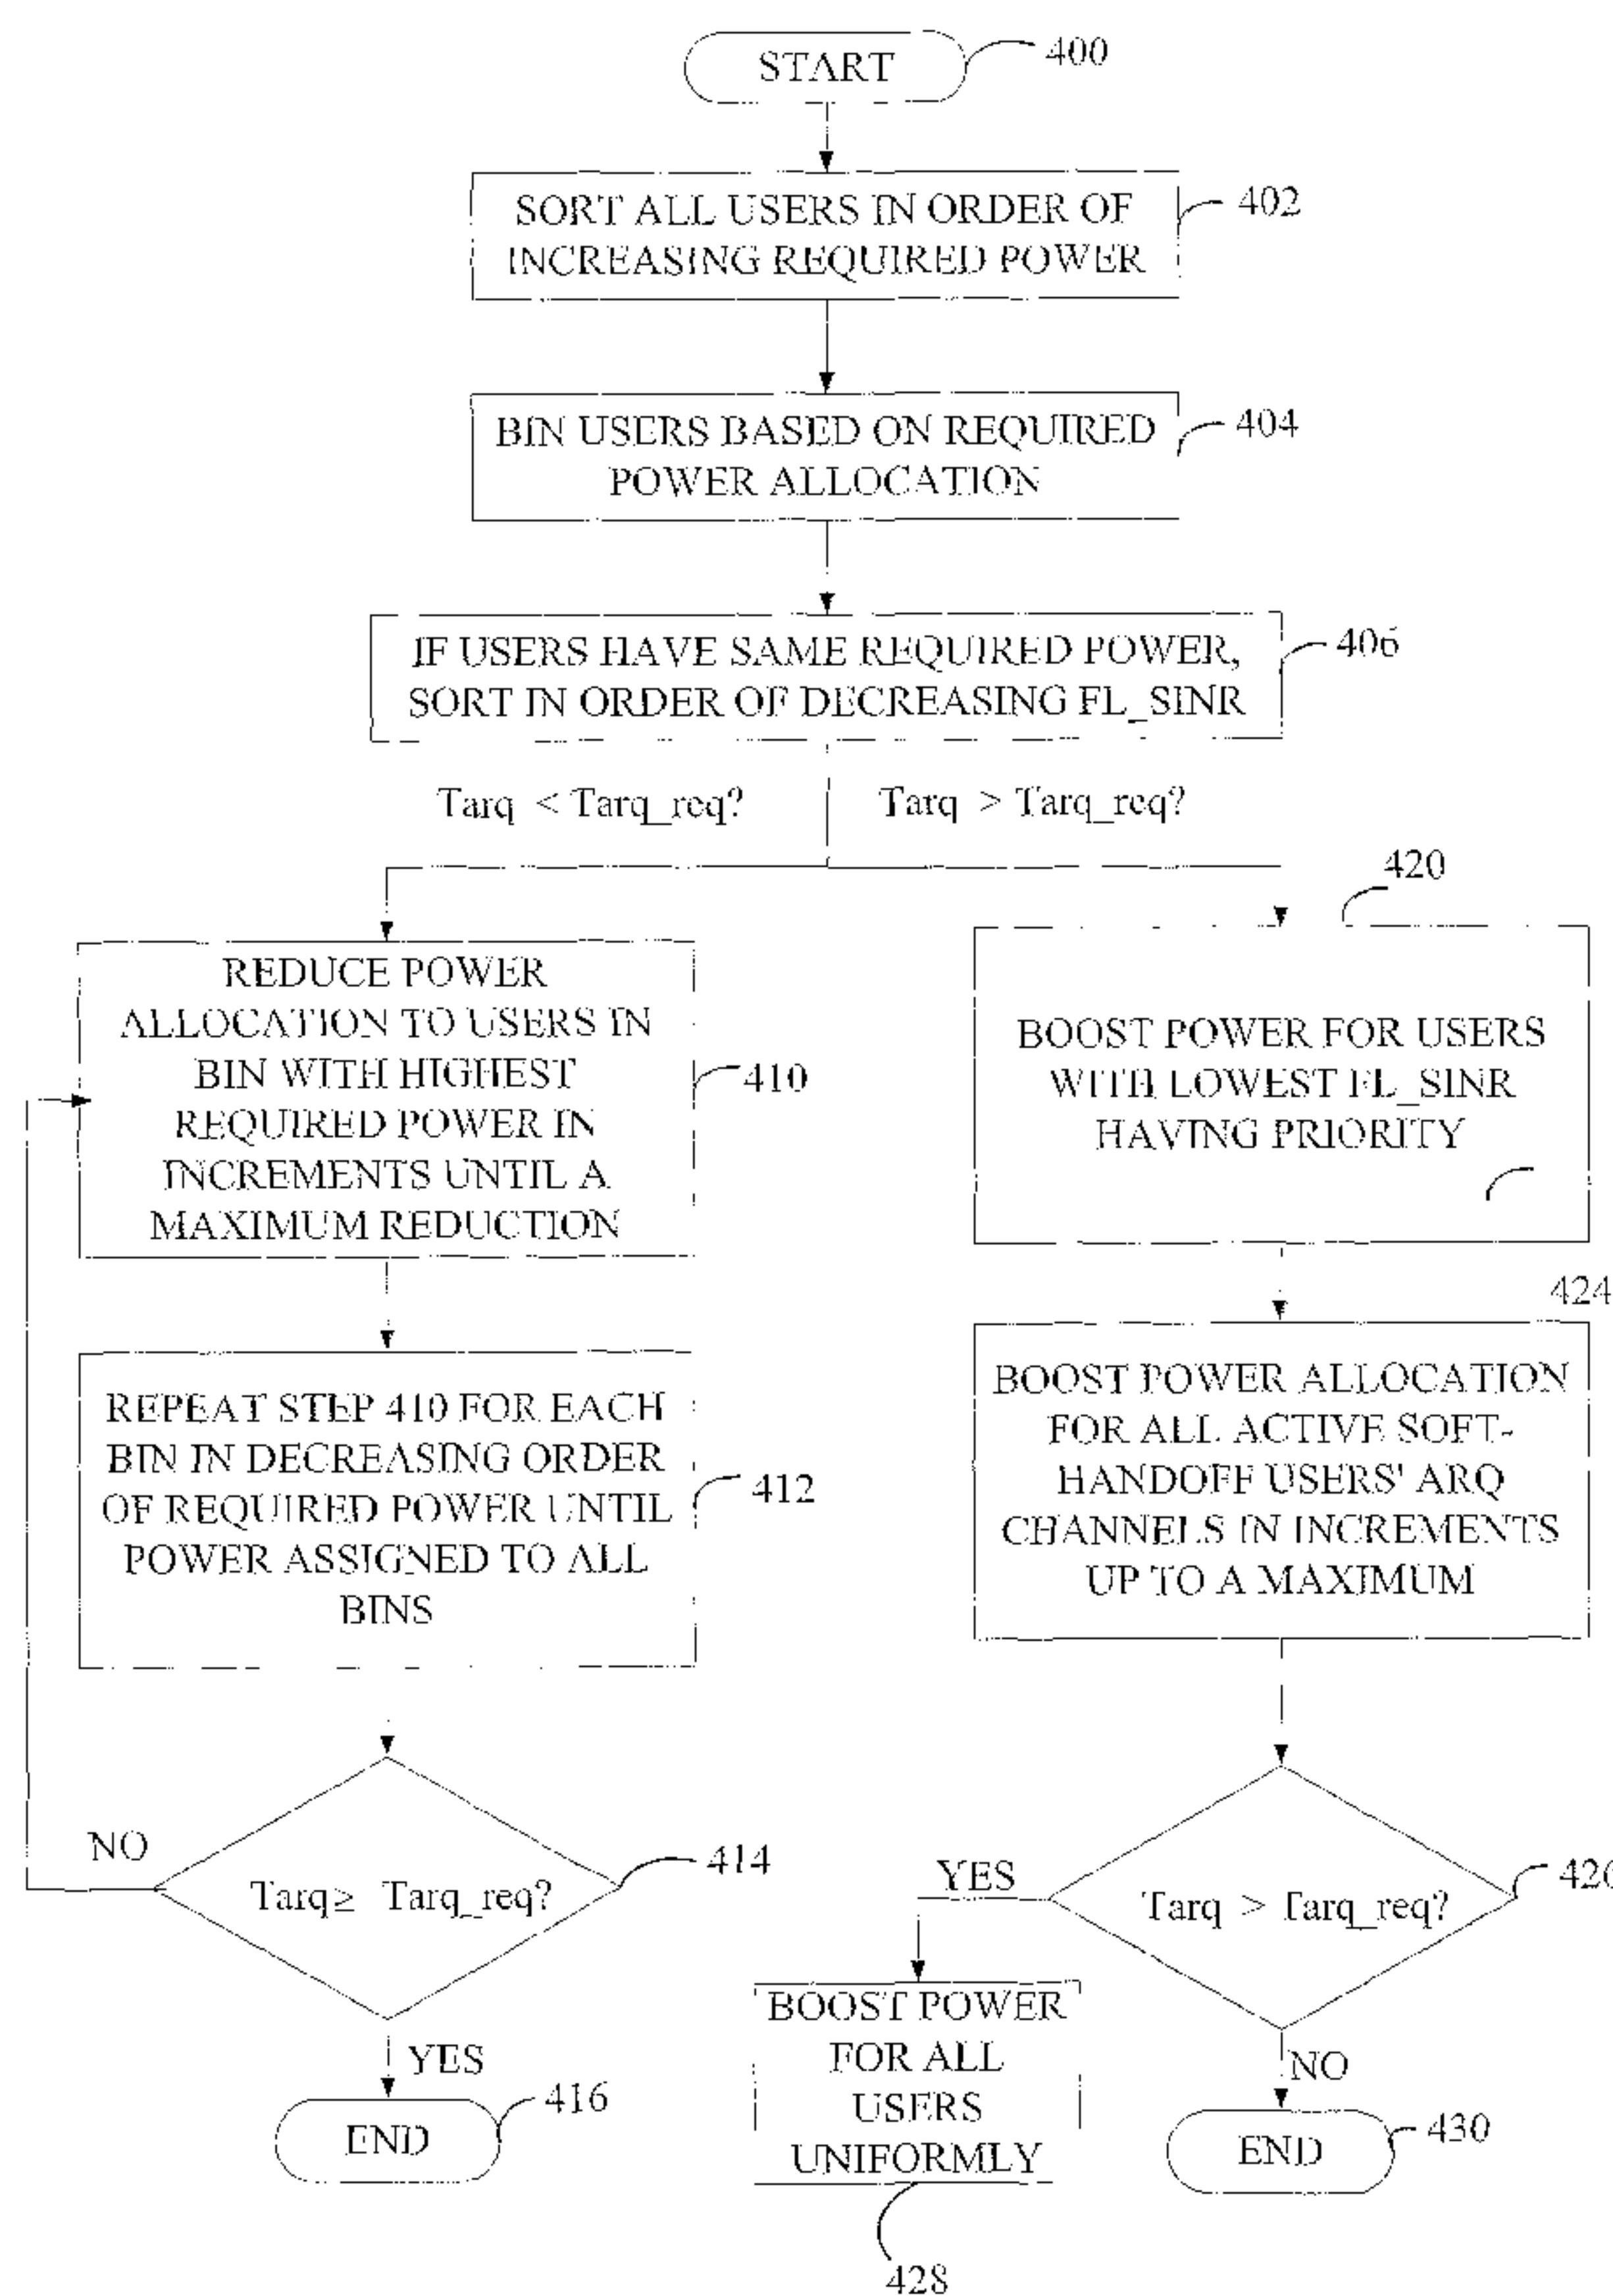 START
400
SORT ALL USERS IN ORDER OF
INCREASING REQUIRED POWER
402
BIN USERS BASED ON REQUIRED
POWER ALLOCATION
404
IF USERS HAVE SAME REQUIRED POWER,
SORT IN ORDER OF DECREASING FL_SINR
406
Tarq < Tarq_req?
Tarq > Tarq_req?
REDUCE POWER
ALLOCATION TO USERS IN
BIN WITH HIGHEST
REQUIRED POWER IN
INCREMENTS UNTIL A
MAXIMUM REDUCTION
410
420
BOOST POWER FOR USERS
WITH LOWEST FL_SINR
HAVING PRIORITY
REPEAT STEP 410 FOR EACH
BIN IN DECREASING ORDER
OF REQUIRED POWER UNTIL
POWER ASSIGNED TO ALL
BINS
412
424
BOOST POWER ALLOCATION
FOR ALL ACTIVE SOFT-
HANDOFF USERS' ARQ
CHANNELS IN INCREMENTS
UP TO A MAXIMUM
NO
Tarq≥ Tarq_req?
414
YES
END
416
YES
Tarq > Tarq_req?
426
BOOST POWER
FOR ALL
USERS
UNIFORMLY
428
NO
END
430